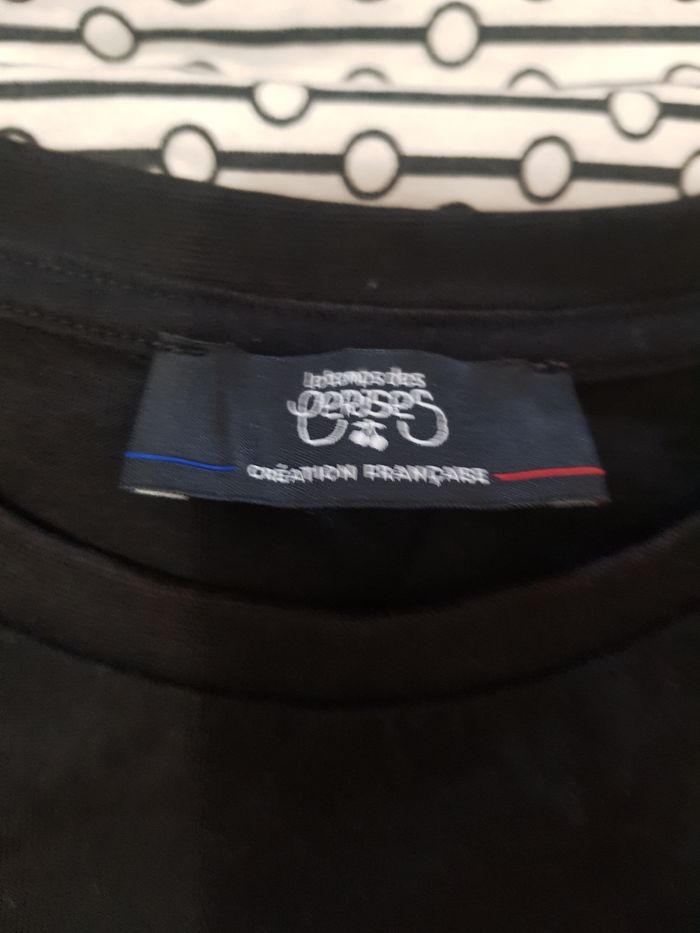 Le temps des
cerises
CRÉATION FRANÇAISE